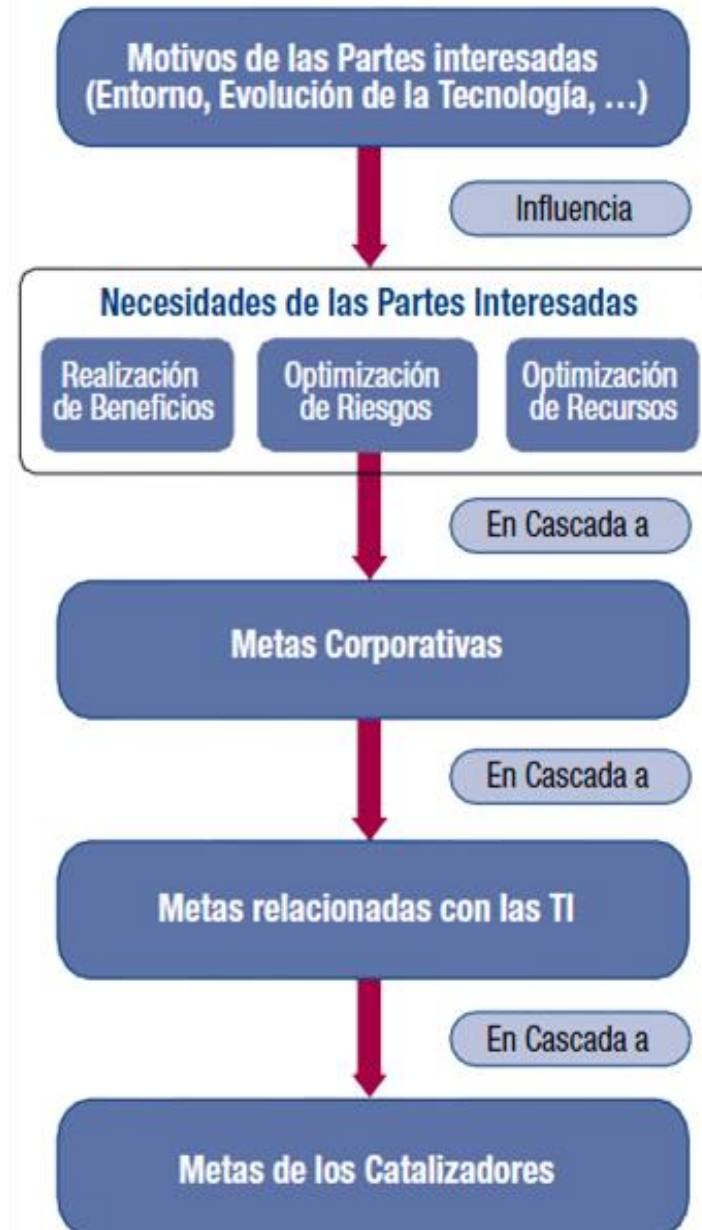 Motivos de las Partes interesadas
(Entorno, Evolución de la Tecnología, …)
Influencia
Necesidades de las Partes Interesadas
Realización
de Beneficios
Optimización
de Riesgos
Optimización
de Recursos
En Cascada a
Metas Corporativas
En Cascada a
Metas relacionadas con las TI
En Cascada a
Metas de los Catalizadores